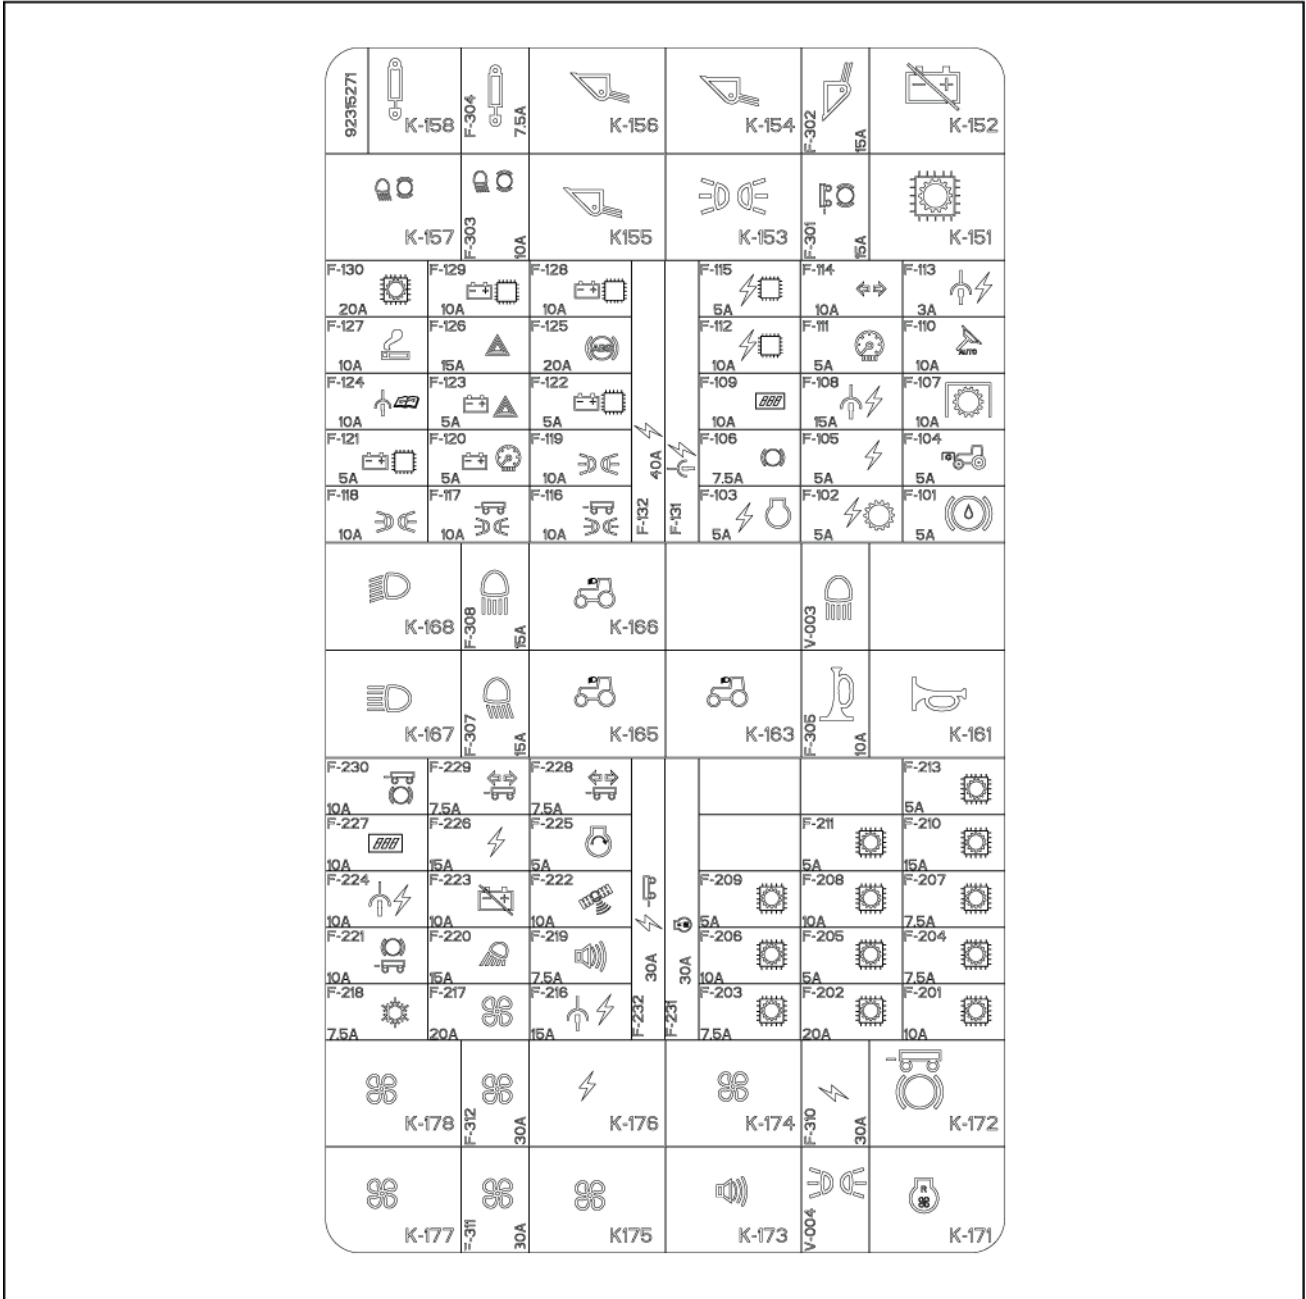 92315271
K-158
F-304
7.5A
K-156
K-154
F-302
15A
K-152
K-157
F-303
10A
K155
K-153
F-301
15A
K-151
F-130
20A
F-129
10A
F-128
10A
F-115
5A
F-114
10A
F-113
3A
F-127
10A
F-126
15A
F-125
ABS
20A
F-112
10A
F-111
5A
F-110
AUTO
10A
F-124
10A
F-123
5A
F-122
5A
F-109
10A
F-108
15A
F-107
10A
F-121
5A
F-120
5A
F-119
10A
F-106
7.5A
F-105
5A
F-104
5A
F-118
10A
F-117
10A
F-116
10A
F-132
40A
F-131
F-103
5A
F-102
5A
F-101
5A
K-168
F-308
15A
K-166
V-003
K-167
F-307
15A
K-165
K-163
F-305
10A
K-161
F-230
10A
F-229
7.5A
F-228
7.5A
F-213
5A
F-227
10A
F-226
15A
F-225
5A
F-211
5A
F-210
15A
F-224
10A
F-223
10A
F-222
10A
F-209
5A
F-208
10A
F-207
7.5A
F-221
10A
F-220
15A
F-219
7.5A
F-206
10A
F-205
5A
F-204
7.5A
F-218
7.5A
F-217
20A
F-216
15A
F-232
30A
F-231
30A
F-203
7.5A
F-202
20A
F-201
10A
K-178
F-312
30A
K-176
K-174
F-310
30A
K-172
K-177
F-311
30A
K175
K-173
V-004
R
K-171